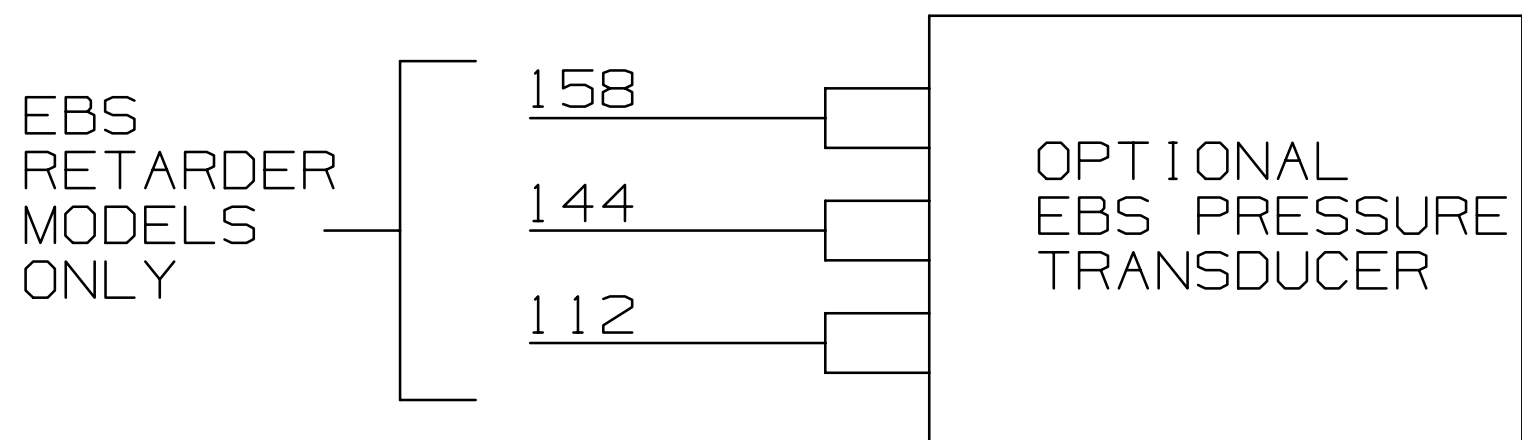 EBS
RETARDER
MODELS
ONLY
158
144
112
OPTIONAL
EBS PRESSURE
TRANSDUCER